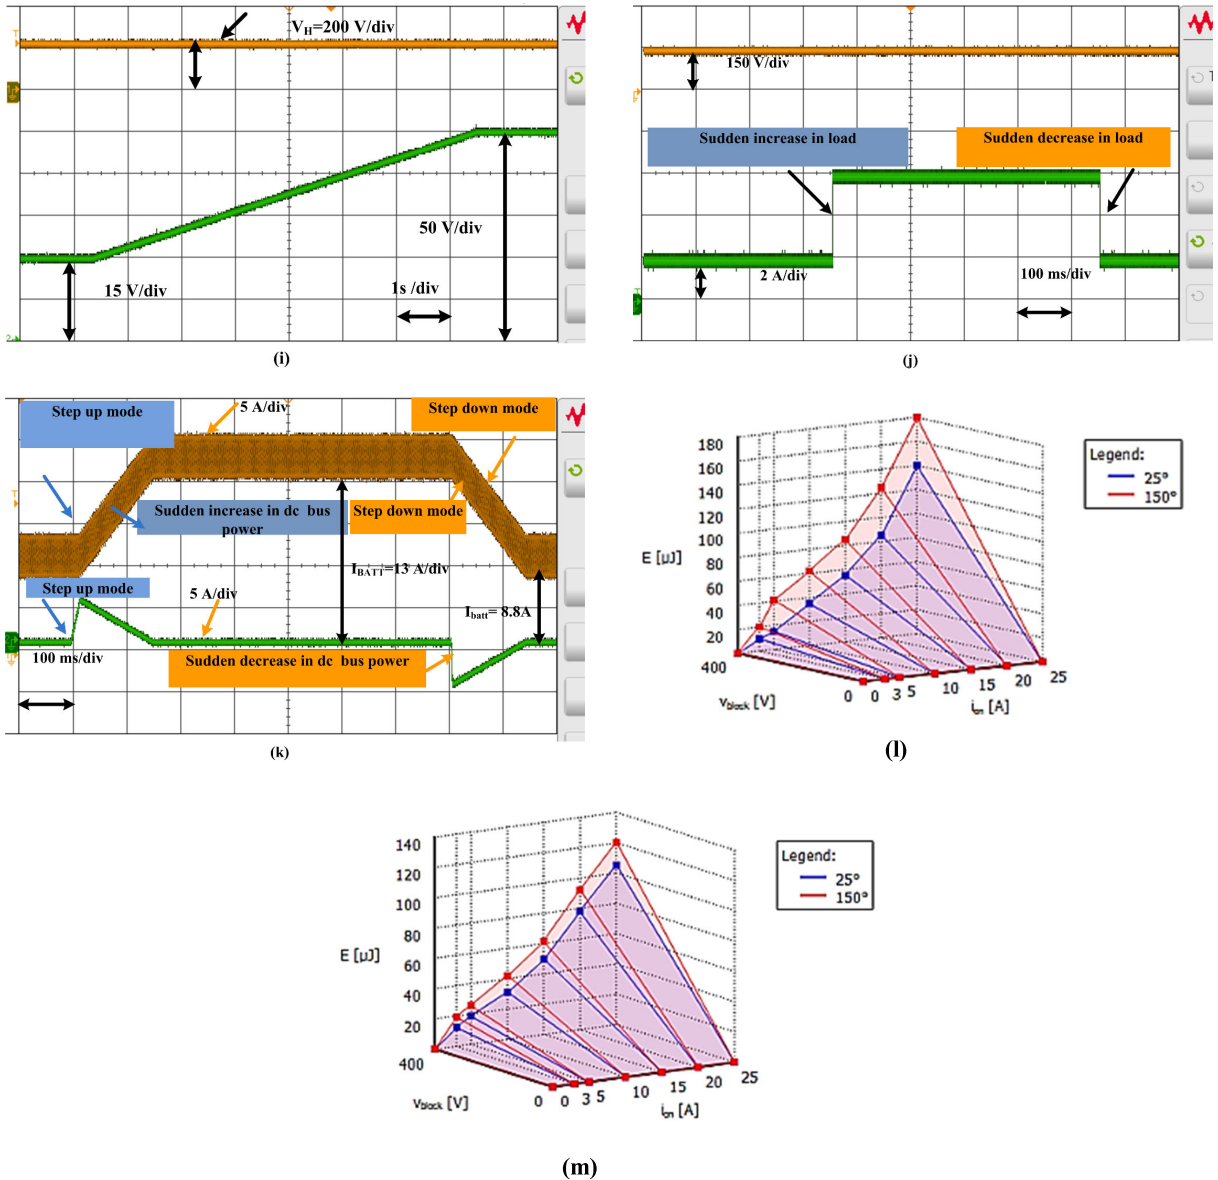 V_H=200 V/div
50 V/div
15 V/div
1s /div
2
(i)
150 V/div
Sudden increase in load
Sudden decrease in load
2 A/div
100 ms/div
(j)
Step up mode
5 A/div
Step down mode
Sudden increase in dc bus
power
Step down mode
I_BATT=13 A/div
Step up mode
5 A/div
I_batt= 8.8A
100 ms/div
Sudden decrease in dc bus power
(k)
180
160
140
120
100
80
60
40
20
400
E [µJ]
v_block [V]
0 0 3 5 10 15 20 25
i_on [A]
Legend:
25°
150°
(l)
140
120
100
80
60
40
20
400
E [µJ]
v_block [V]
0 0 3 5 10 15 20 25
i_on [A]
Legend:
25°
150°
(m)